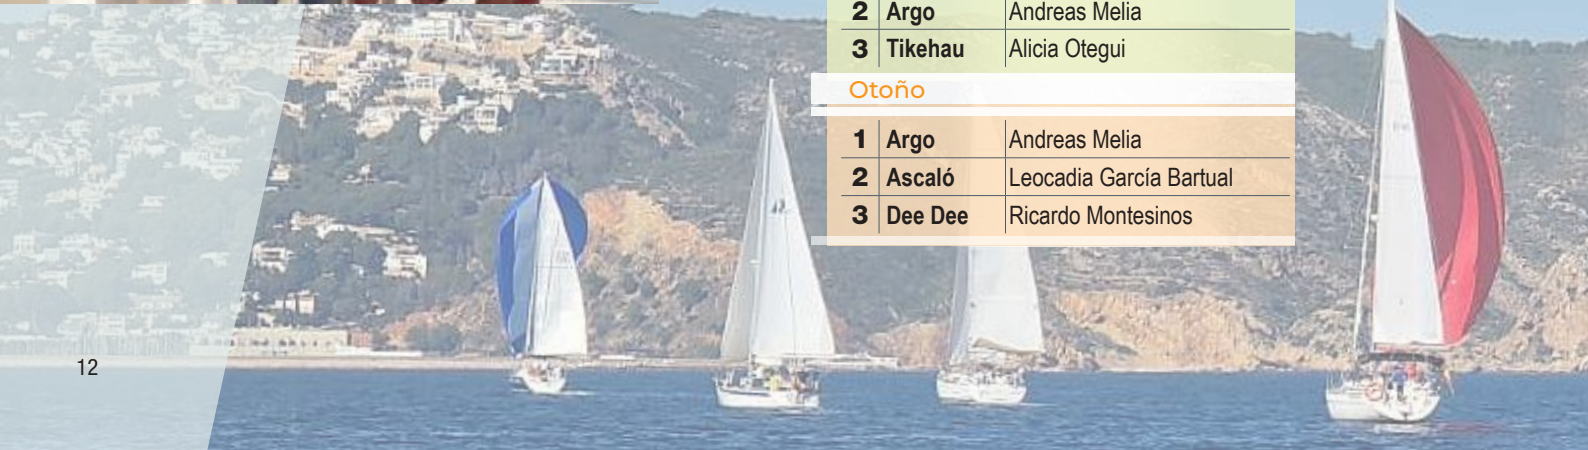 2 Argo Andreas Melia
3 Tikehau Alicia Otegui
Otoño
1 Argo Andreas Melia
2 Ascaló Leocadia García Bartual
3 Dee Dee Ricardo Montesinos
12